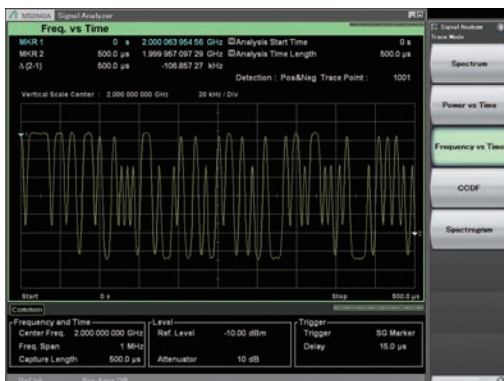 MS2840A Signal Analyzer
Freq. vs Time
MKR 1 0 s 2.000 063 954 56 GHz Analysis Start Time 0 s
MKR 2 500.0 µs 1.999 957 097 29 GHz Analysis Time Length 500.0 µs
Δ(2-1) 500.0 µs -106.857 27 kHz
Detection : Pos&Neg Trace Point : 1001
Vertical Scale Center : 2.000 000 000 GHz 20 kHz / Div
2
Start 0 s Stop 500.0 µs
Common
Frequency and Time
Center Freq. 2.000 000 000 GHz
Freq. Span 1 MHz
Capture Length 500.0 µs
Level
Ref. Level -10.00 dBm
Attenuator 10 dB
Trigger
Trigger SG Marker
Delay 15.0 µs
Signal Analyzer
Trace Mode
Spectrum
Power vs Time
Frequency vs Time
CCDF
Spectrogram